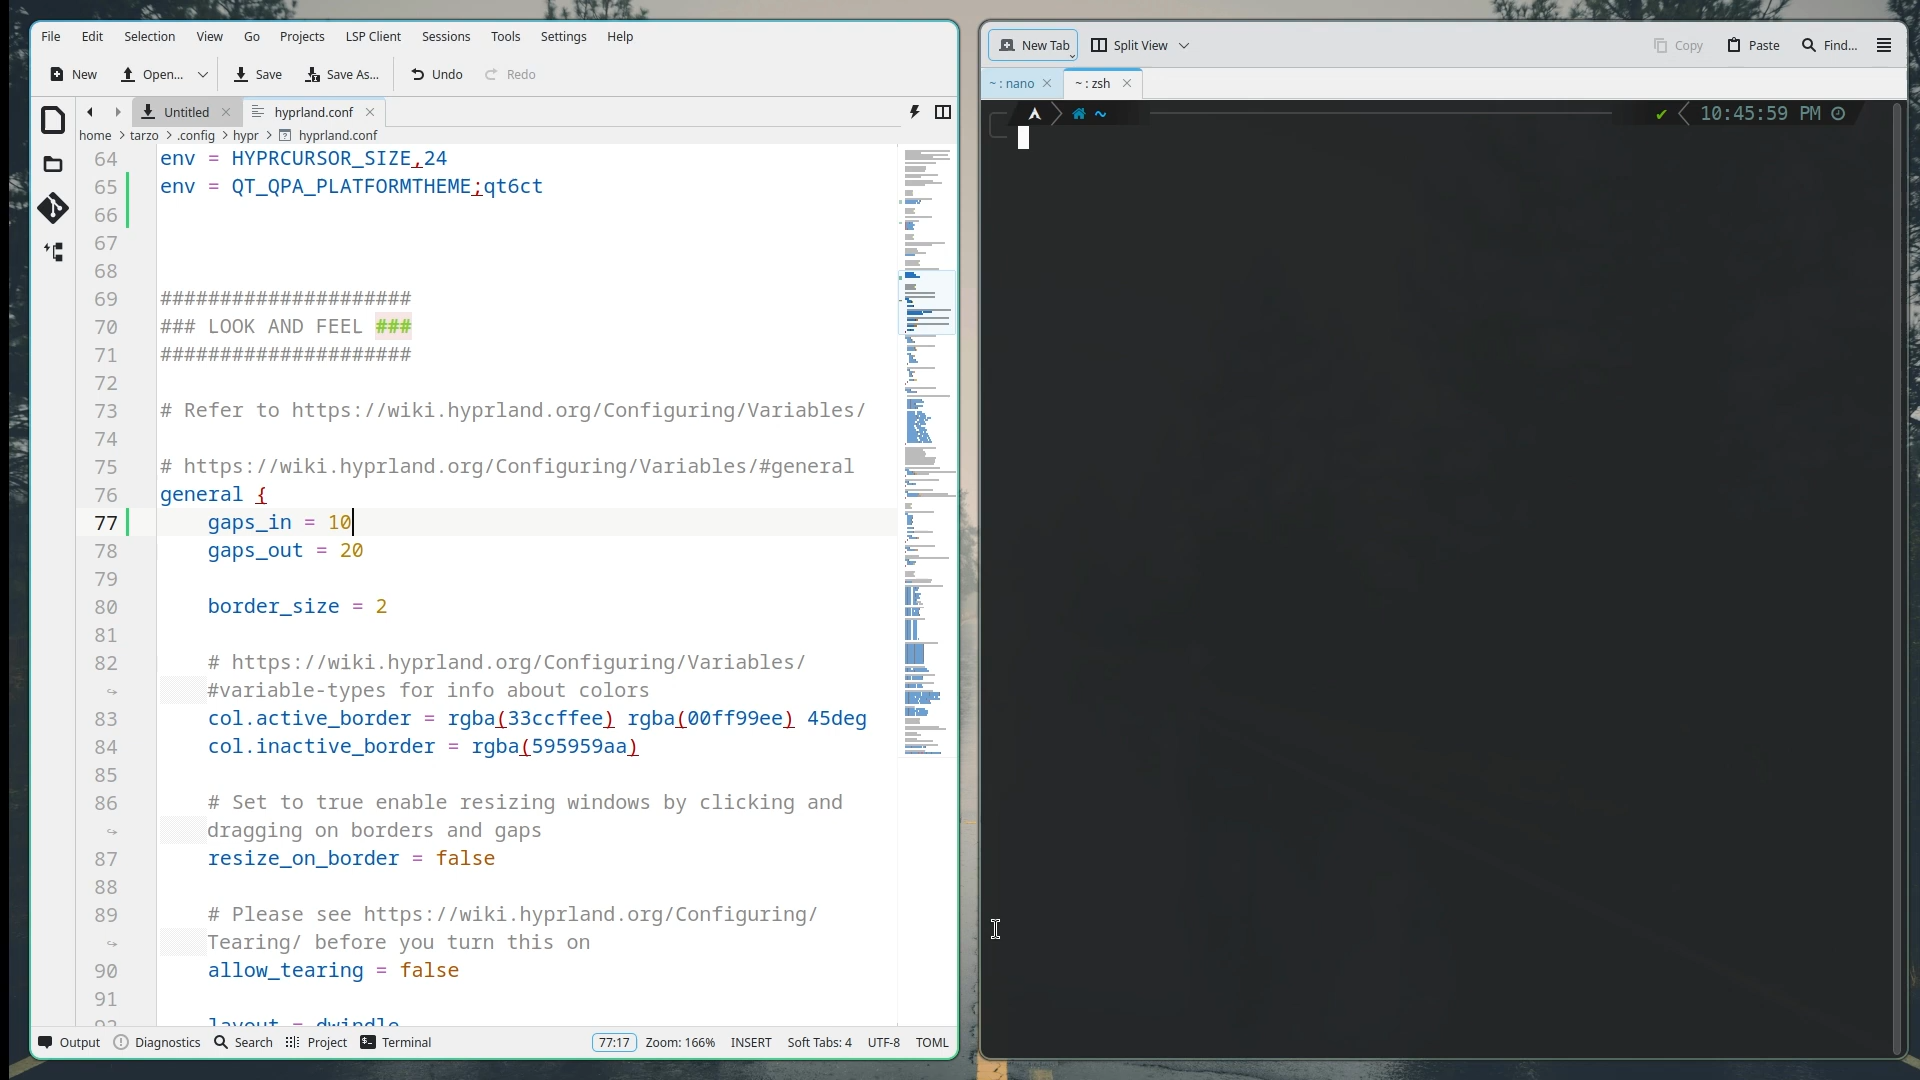 File Edit Selection View Go Projects LSP Client Sessions Tools Settings Help
New Open... Save Save As... Undo Redo
Untitled hyprland.conf
home > tarzo > .config > hypr > hyprland.conf
64 env = HYPRCURSOR_SIZE,24
65 env = QT_QPA_PLATFORMTHEME;qt6ct
66
67
68
69 #####################
70 ### LOOK AND FEEL ###
71 #####################
72
73 # Refer to https://wiki.hyprland.org/Configuring/Variables/
74
75 # https://wiki.hyprland.org/Configuring/Variables/#general
76 general {
77 gaps_in = 10
78 gaps_out = 20
79
80 border_size = 2
81
82 # https://wiki.hyprland.org/Configuring/Variables/
#variable-types for info about colors
83 col.active_border = rgba(33ccffee) rgba(00ff99ee) 45deg
84 col.inactive_border = rgba(595959aa)
85
86 # Set to true enable resizing windows by clicking and
dragging on borders and gaps
87 resize_on_border = false
88
89 # Please see https://wiki.hyprland.org/Configuring/
Tearing/ before you turn this on
90 allow_tearing = false
91
92 layout = dwindle
Output Diagnostics Search Project Terminal 77:17 Zoom: 166% INSERT Soft Tabs: 4 UTF-8 TOML
New Tab Split View Copy Paste Find...
~ : nano ~ : zsh
~ 10:45:59 PM